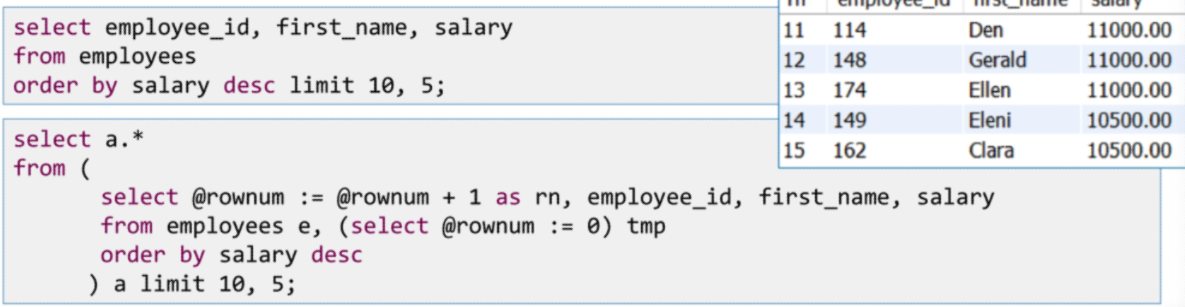 select employee_id, first_name, salary
from employees
order by salary desc limit 10, 5;
rn employee_id first_name salary
11 114 Den 11000.00
12 148 Gerald 11000.00
13 174 Ellen 11000.00
14 149 Eleni 10500.00
15 162 Clara 10500.00
select a.*
from (
select @rownum := @rownum + 1 as rn, employee_id, first_name, salary
from employees e, (select @rownum := 0) tmp
order by salary desc
) a limit 10, 5;